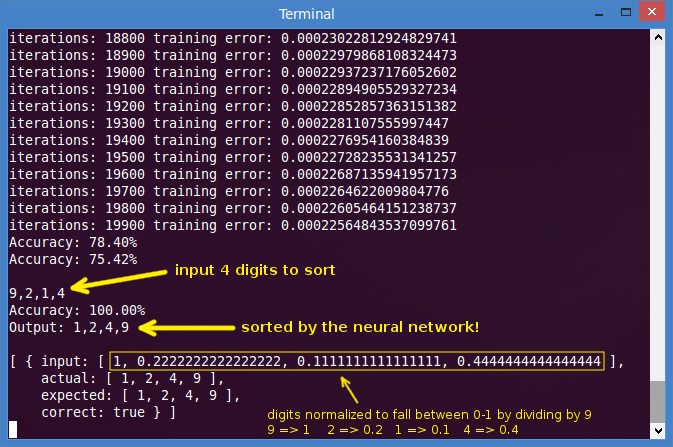 Terminal
iterations: 18800 training error: 0.00023022812924829741
iterations: 18900 training error: 0.00022979868108324473
iterations: 19000 training error: 0.00022937237176052602
iterations: 19100 training error: 0.00022894905529327234
iterations: 19200 training error: 0.00022852857363151382
iterations: 19300 training error: 0.0002281107555997447
iterations: 19400 training error: 0.0002276954160384839
iterations: 19500 training error: 0.00022728235531341257
iterations: 19600 training error: 0.00022687135941957173
iterations: 19700 training error: 0.0002264622009804776
iterations: 19800 training error: 0.00022605464151238737
iterations: 19900 training error: 0.00022564843537099761
Accuracy: 78.40%
Accuracy: 75.42%
input 4 digits to sort
9,2,1,4
Accuracy: 100.00%
Output: 1,2,4,9
sorted by the neural network!
[ { input: [ 1, 0.2222222222222222, 0.1111111111111111, 0.4444444444444444 ],
actual: [ 1, 2, 4, 9 ],
expected: [ 1, 2, 4, 9 ],
correct: true } ]
digits normalized to fall between 0-1 by dividing by 9
9 => 1 2 => 0.2 1 => 0.1 4 => 0.4